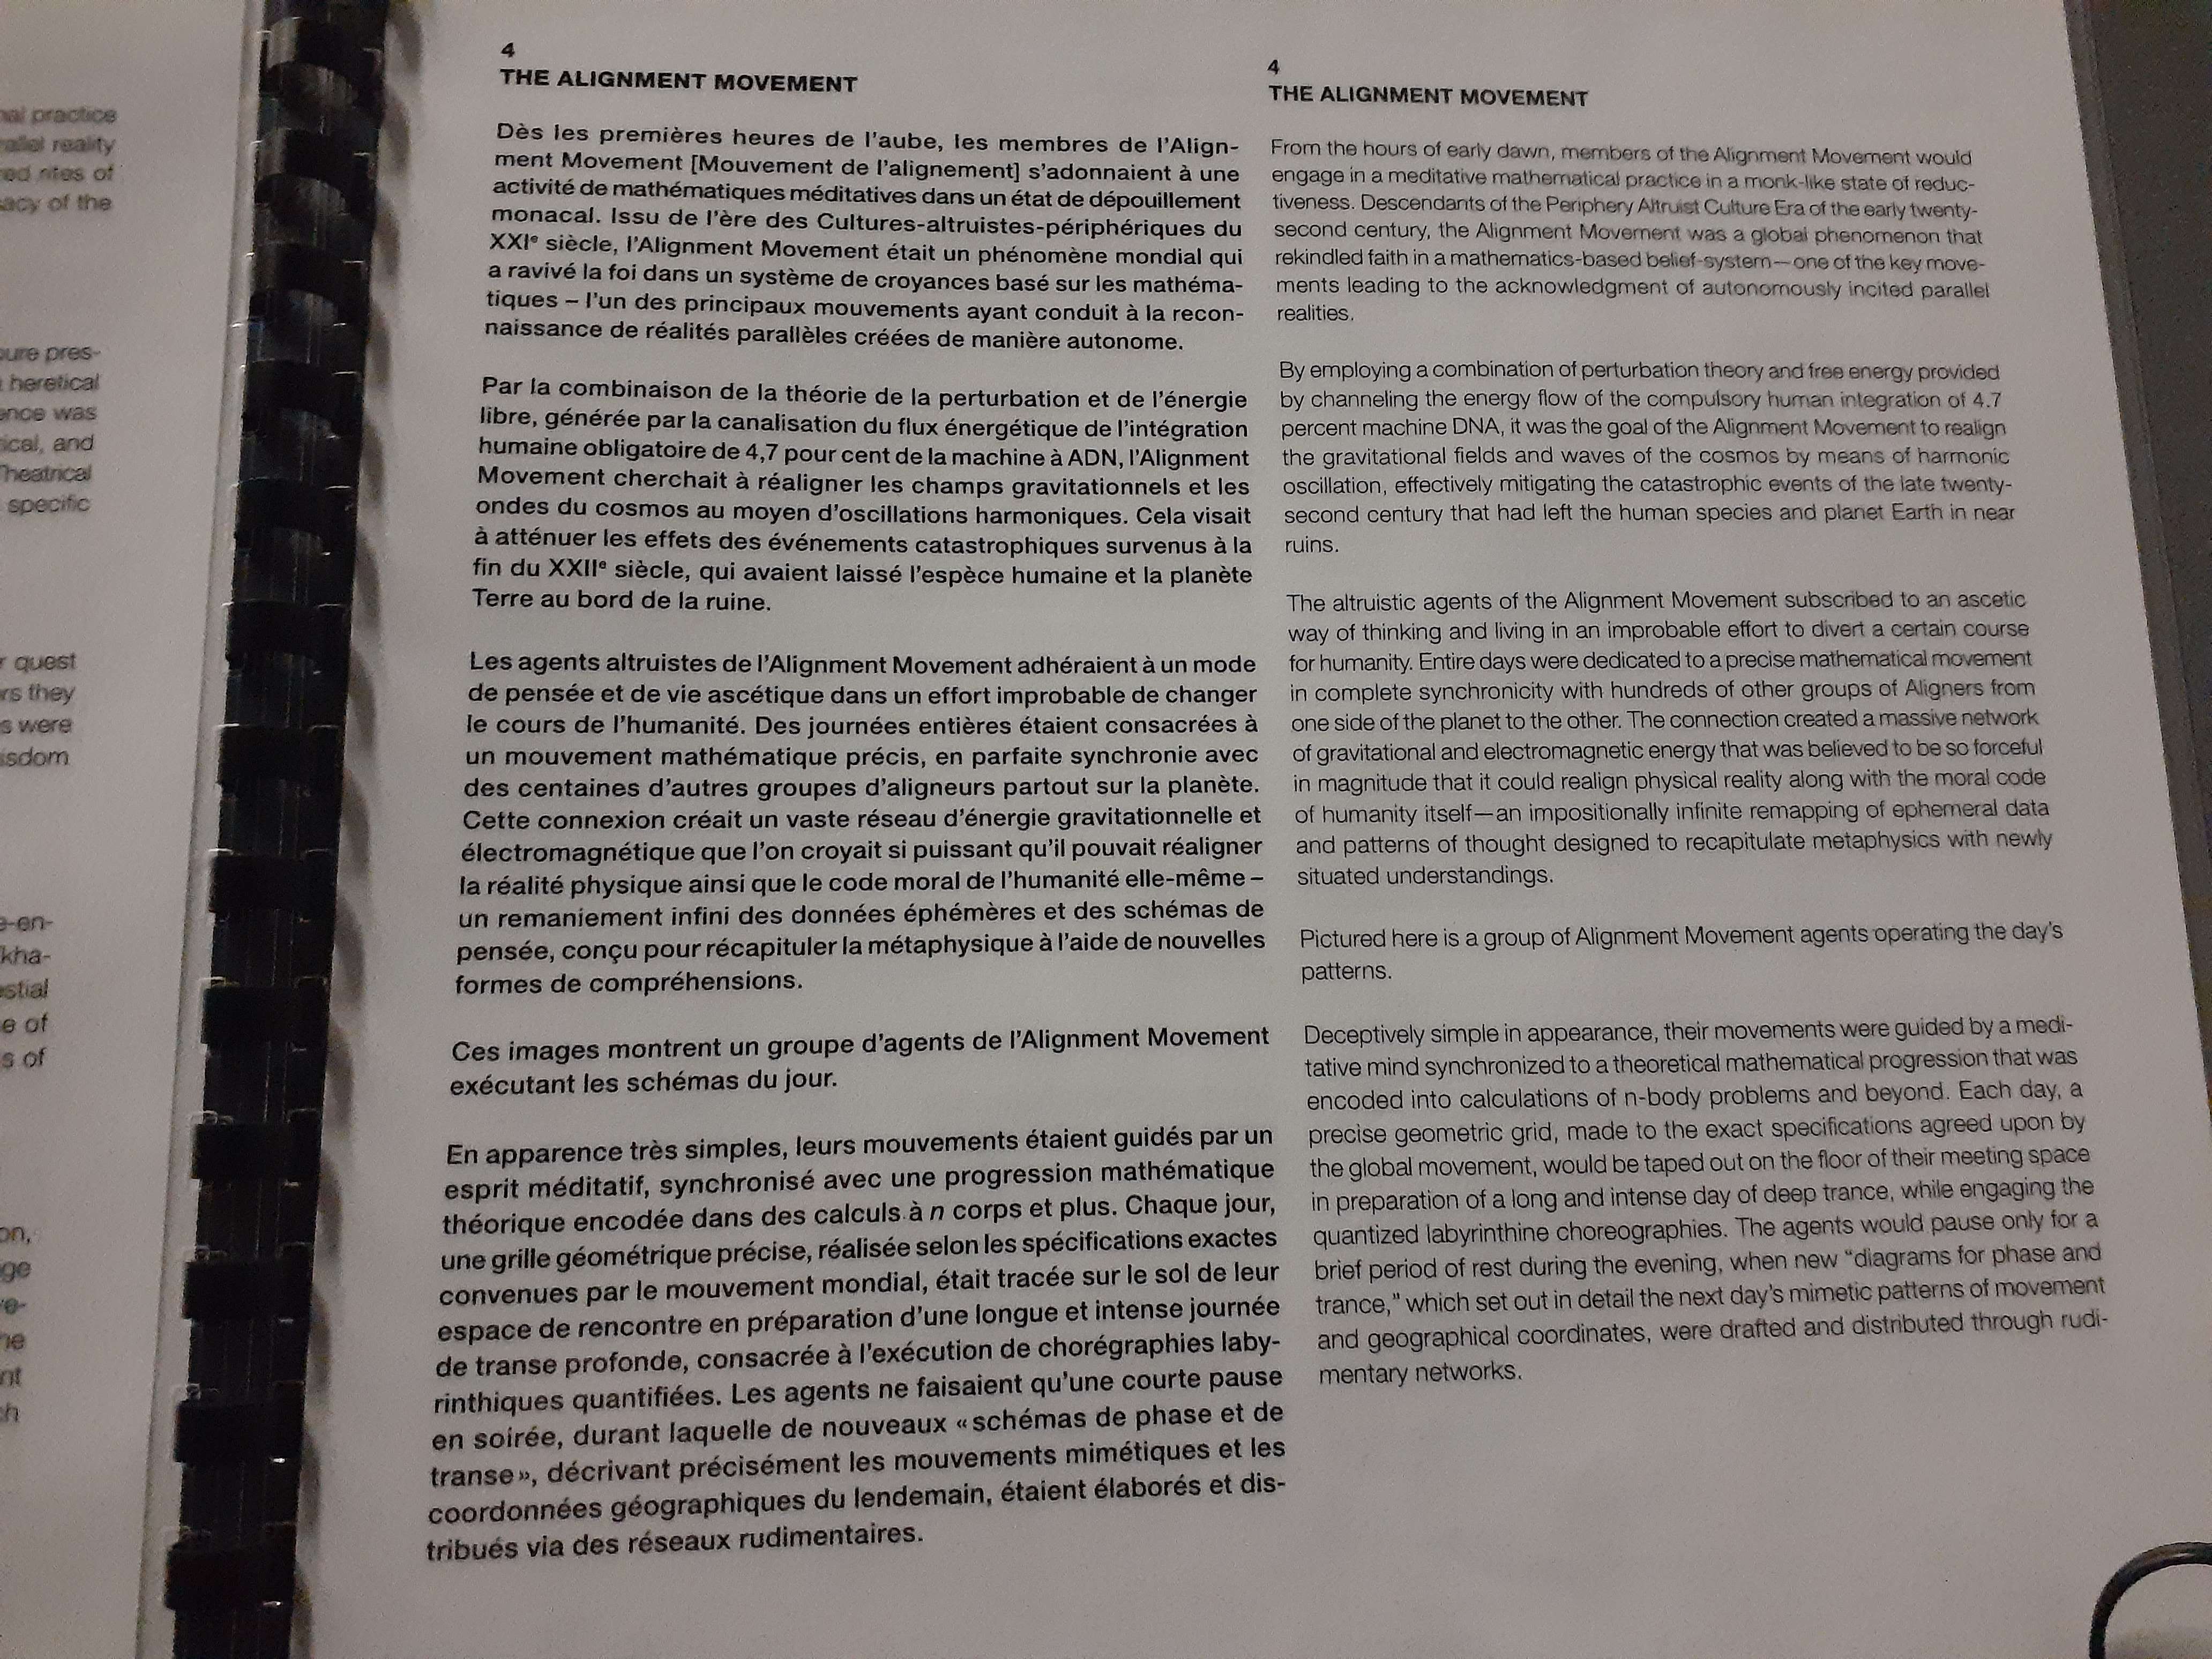 nal practice
rallel reality
red rites of
acy of the
pure pres-
heretical
ence was
ical, and
Theatrical
specific
quest
rs they
s were
isdom
e-en-
kha-
estial
e of
s of
on,
ge
re-
ne
nt
ch
4
THE ALIGNMENT MOVEMENT
Dès les premières heures de l'aube, les membres de l'Align-
ment Movement [Mouvement de l'alignement] s'adonnaient à une
activité de mathématiques méditatives dans un état de dépouillement
monacal. Issu de l'ère des Cultures-altruistes-périphériques du
XXIe siècle, l'Alignment Movement était un phénomène mondial qui
a ravivé la foi dans un système de croyances basé sur les mathéma-
tiques – l'un des principaux mouvements ayant conduit à la recon-
naissance de réalités parallèles créées de manière autonome.
Par la combinaison de la théorie de la perturbation et de l'énergie
libre, générée par la canalisation du flux énergétique de l'intégration
humaine obligatoire de 4,7 pour cent de la machine à ADN, l'Alignment
Movement cherchait à réaligner les champs gravitationnels et les
ondes du cosmos au moyen d'oscillations harmoniques. Cela visait
à atténuer les effets des événements catastrophiques survenus à la
fin du XXIIe siècle, qui avaient laissé l'espèce humaine et la planète
Terre au bord de la ruine.
Les agents altruistes de l'Alignment Movement adhéraient à un mode
de pensée et de vie ascétique dans un effort improbable de changer
le cours de l'humanité. Des journées entières étaient consacrées à
un mouvement mathématique précis, en parfaite synchronie avec
des centaines d'autres groupes d'aligneurs partout sur la planète.
Cette connexion créait un vaste réseau d'énergie gravitationnelle et
électromagnétique que l'on croyait si puissant qu'il pouvait réaligner
la réalité physique ainsi que le code moral de l'humanité elle-même –
un remaniement infini des données éphémères et des schémas de
pensée, conçu pour récapituler la métaphysique à l'aide de nouvelles
formes de compréhensions.
Ces images montrent un groupe d'agents de l'Alignment Movement
exécutant les schémas du jour.
En apparence très simples, leurs mouvements étaient guidés par un
esprit méditatif, synchronisé avec une progression mathématique
théorique encodée dans des calculs à n corps et plus. Chaque jour,
une grille géométrique précise, réalisée selon les spécifications exactes
convenues par le mouvement mondial, était tracée sur le sol de leur
espace de rencontre en préparation d'une longue et intense journée
de transe profonde, consacrée à l'exécution de chorégraphies laby-
rinthiques quantifiées. Les agents ne faisaient qu'une courte pause
en soirée, durant laquelle de nouveaux « schémas de phase et de
transe », décrivant précisément les mouvements mimétiques et les
coordonnées géographiques du lendemain, étaient élaborés et dis-
tribués via des réseaux rudimentaires.
4
THE ALIGNMENT MOVEMENT
From the hours of early dawn, members of the Alignment Movement would
engage in a meditative mathematical practice in a monk-like state of reduc-
tiveness. Descendants of the Periphery Altruist Culture Era of the early twenty-
second century, the Alignment Movement was a global phenomenon that
rekindled faith in a mathematics-based belief-system—one of the key move-
ments leading to the acknowledgment of autonomously incited parallel
realities.
By employing a combination of perturbation theory and free energy provided
by channeling the energy flow of the compulsory human integration of 4.7
percent machine DNA, it was the goal of the Alignment Movement to realign
the gravitational fields and waves of the cosmos by means of harmonic
oscillation, effectively mitigating the catastrophic events of the late twenty-
second century that had left the human species and planet Earth in near
ruins.
The altruistic agents of the Alignment Movement subscribed to an ascetic
way of thinking and living in an improbable effort to divert a certain course
for humanity. Entire days were dedicated to a precise mathematical movement
in complete synchronicity with hundreds of other groups of Aligners from
one side of the planet to the other. The connection created a massive network
of gravitational and electromagnetic energy that was believed to be so forceful
in magnitude that it could realign physical reality along with the moral code
of humanity itself—an impositionally infinite remapping of ephemeral data
and patterns of thought designed to recapitulate metaphysics with newly
situated understandings.
Pictured here is a group of Alignment Movement agents operating the day's
patterns.
Deceptively simple in appearance, their movements were guided by a medi-
tative mind synchronized to a theoretical mathematical progression that was
encoded into calculations of n-body problems and beyond. Each day, a
precise geometric grid, made to the exact specifications agreed upon by
the global movement, would be taped out on the floor of their meeting space
in preparation of a long and intense day of deep trance, while engaging the
quantized labyrinthine choreographies. The agents would pause only for a
brief period of rest during the evening, when new “diagrams for phase and
trance,” which set out in detail the next day's mimetic patterns of movement
and geographical coordinates, were drafted and distributed through rudi-
mentary networks.